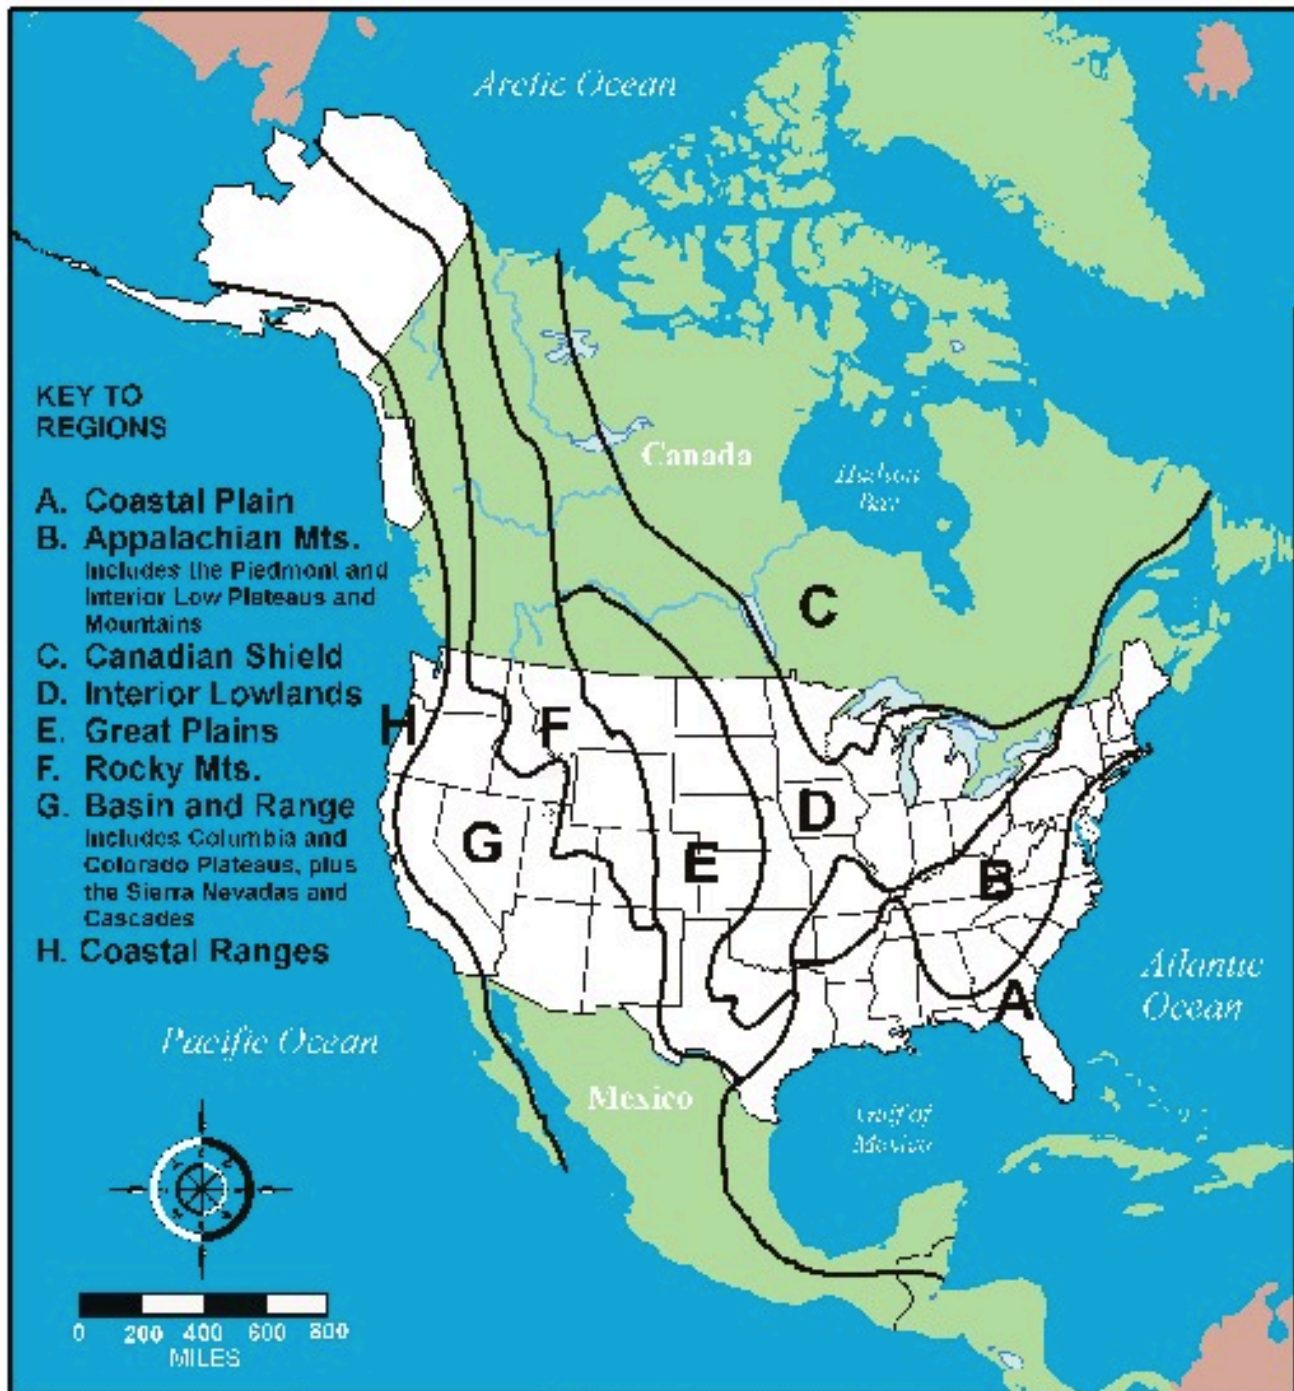 Arctic Ocean
KEY TO
REGIONS
A. Coastal Plain
B. Appalachian Mts.
Includes the Piedmont and
Interior Low Plateaus and
Mountains
C. Canadian Shield
D. Interior Lowlands
E. Great Plains
F. Rocky Mts.
G. Basin and Range
Includes Columbia and
Colorado Plateaus, plus
the Sierra Nevadas and
Cascades
H. Coastal Ranges
Canada
Hudson
Bay
C
H
F
G
E
D
B
A
Atlantic
Ocean
Pacific Ocean
Mexico
Gulf of
Mexico
0 200 400 600 800
MILES